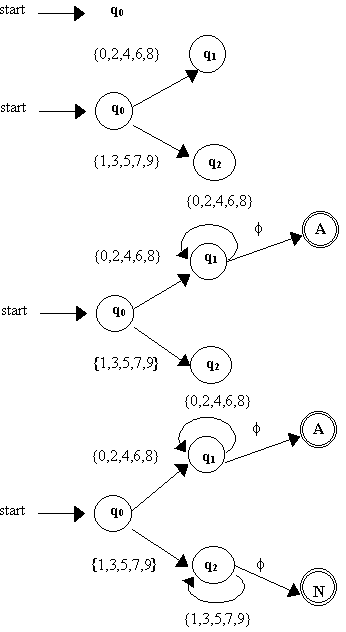 start q0
{0,2,4,6,8} q1
start q0
{1,3,5,7,9} q2
{0,2,4,6,8}
ϕ A
{0,2,4,6,8} q1
start q0
{1,3,5,7,9} q2
{0,2,4,6,8}
ϕ A
{0,2,4,6,8} q1
start q0
{1,3,5,7,9} q2 ϕ
N
{1,3,5,7,9}